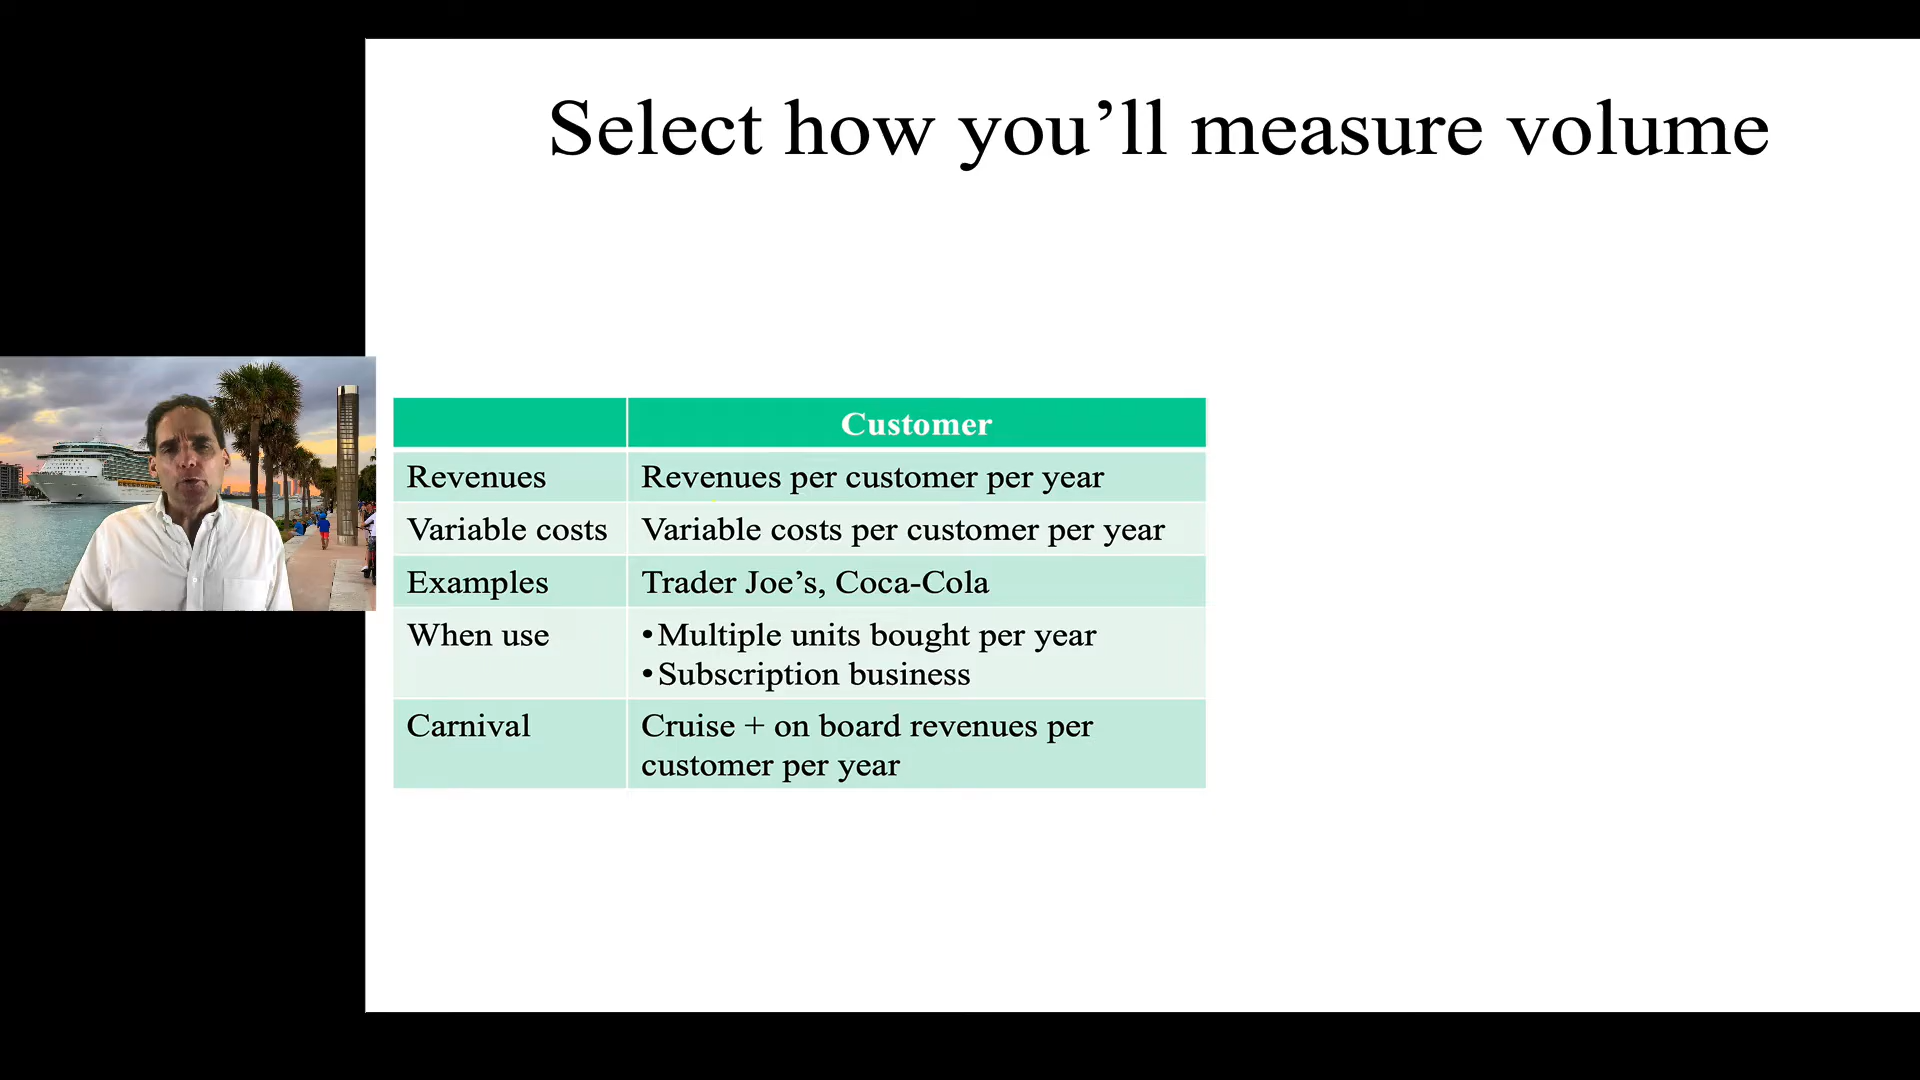 Select how you’ll measure volume
Customer
Revenues Revenues per customer per year
Variable costs Variable costs per customer per year
Examples Trader Joe’s, Coca-Cola
When use •Multiple units bought per year
•Subscription business
Carnival Cruise + on board revenues per
customer per year